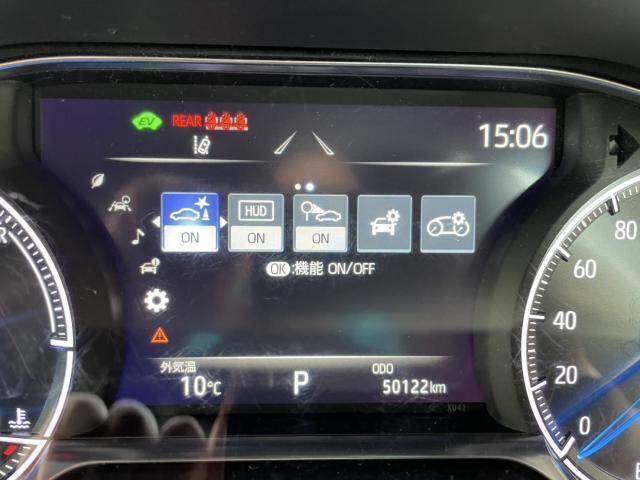 EV REAR
15:06
HUD
ON ON ON
OK:機能 ON/OFF
外気温
10℃
P
ODO
50122km
X042
80
60
40
20
0